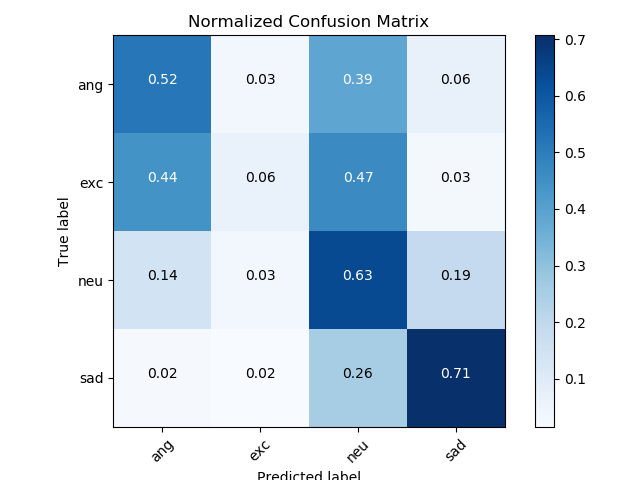 Normalized Confusion Matrix
ang 0.52 0.03 0.39 0.06
exc 0.44 0.06 0.47 0.03
neu 0.14 0.03 0.63 0.19
sad 0.02 0.02 0.26 0.71
ang exc neu sad
True label
Predicted label
0.7
0.6
0.5
0.4
0.3
0.2
0.1